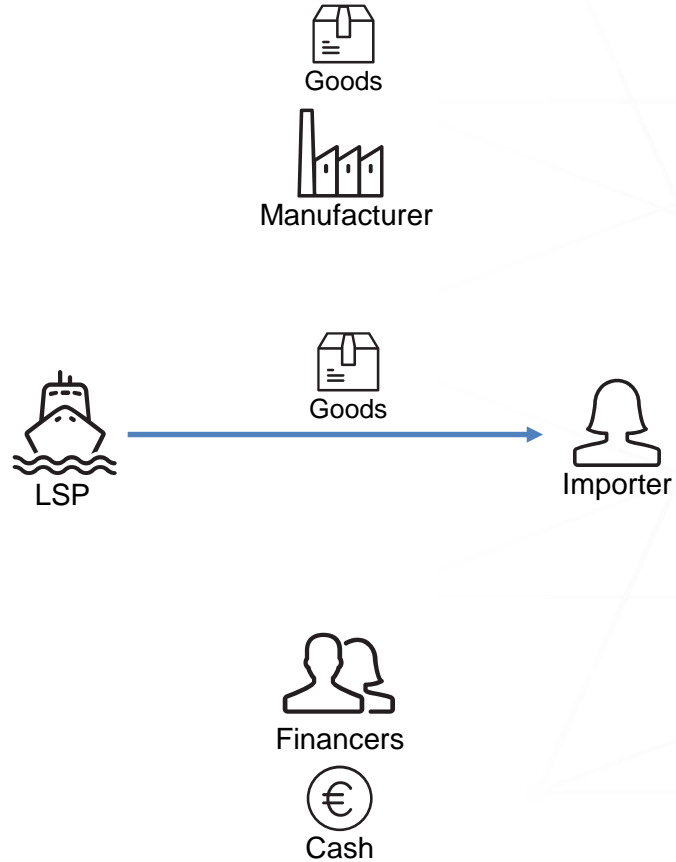 Goods
Manufacturer
Goods
LSP
Importer
Financers
€
Cash